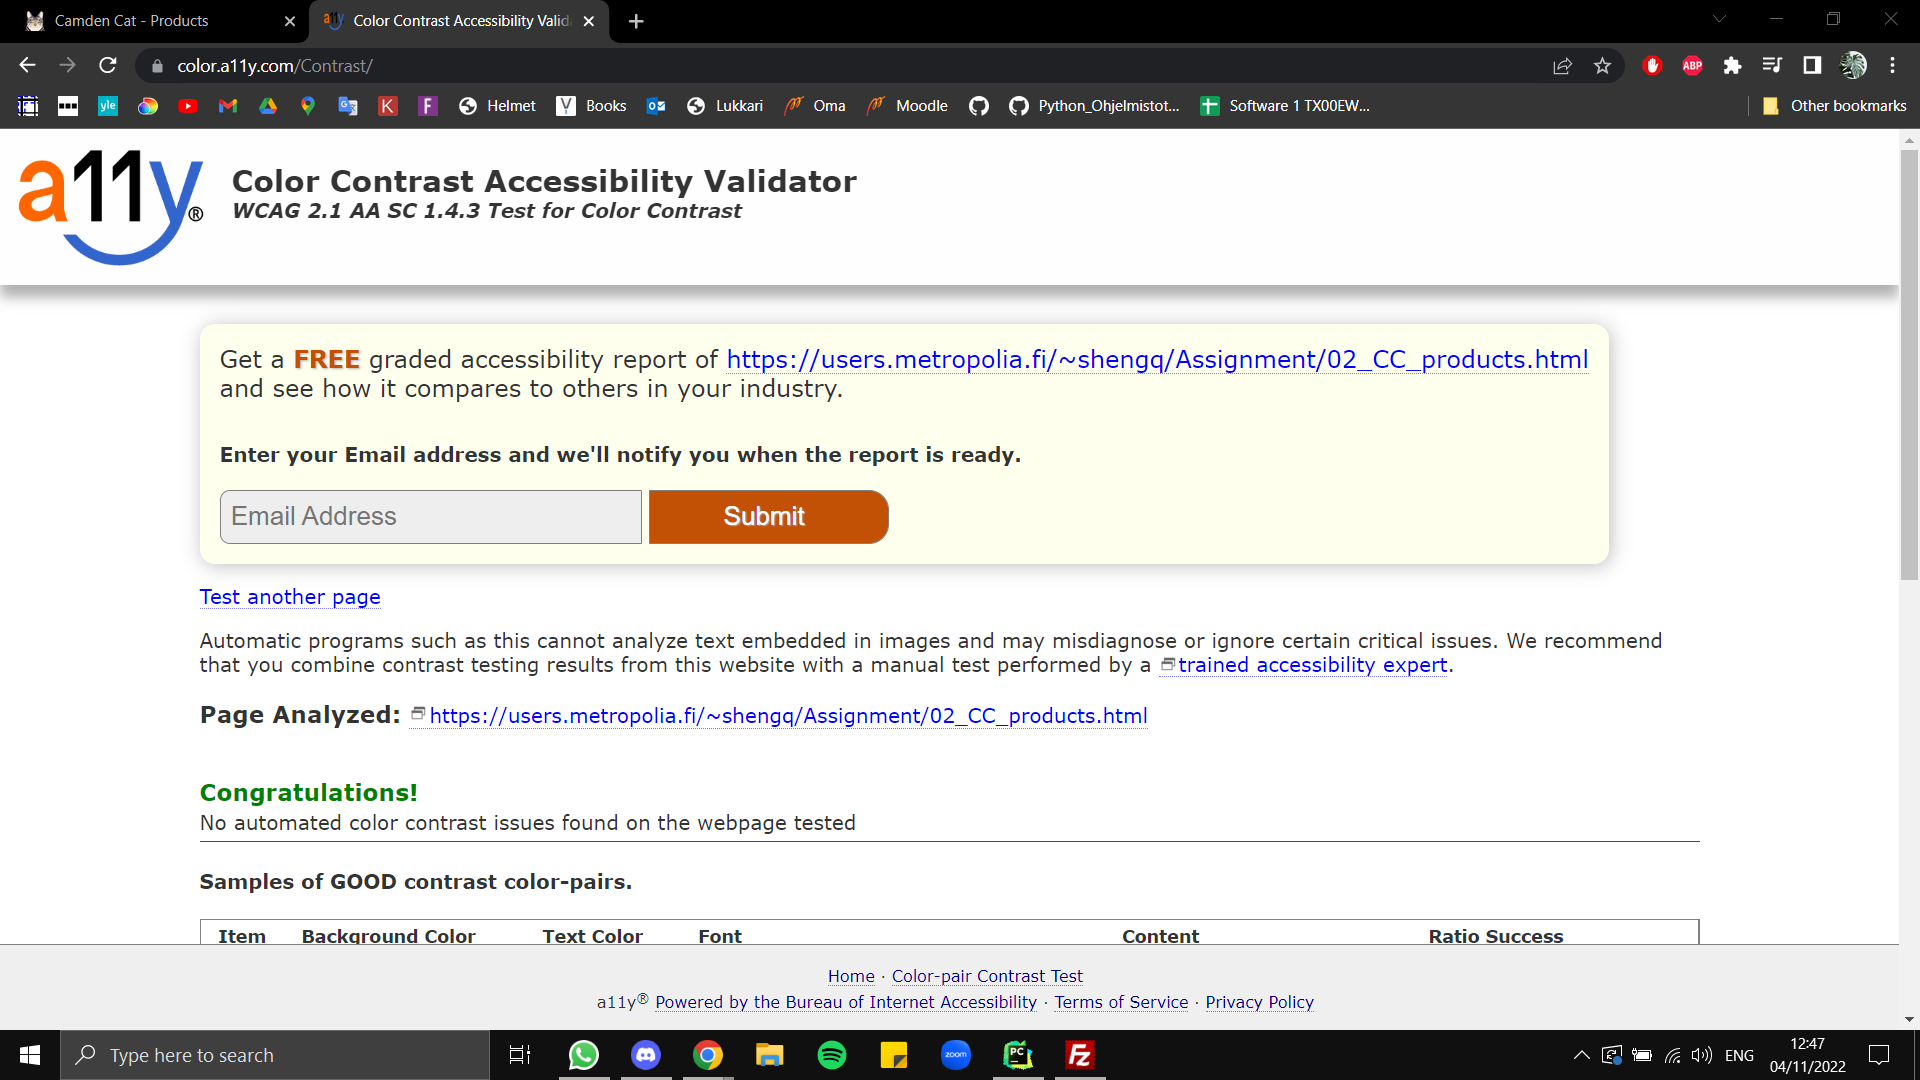 Camden Cat - Products
Color Contrast Accessibility Valid
color.a11y.com/Contrast/
ABP
yle
K
F
Helmet
Books
Lukkari
Oma
Moodle
Python_Ohjelmistot...
Software 1 TX00EW...
Other bookmarks
a11y®
Color Contrast Accessibility Validator
WCAG 2.1 AA SC 1.4.3 Test for Color Contrast
Get a FREE graded accessibility report of https://users.metropolia.fi/~shengq/Assignment/02_CC_products.html
and see how it compares to others in your industry.
Enter your Email address and we'll notify you when the report is ready.
Email Address
Submit
Test another page
Automatic programs such as this cannot analyze text embedded in images and may misdiagnose or ignore certain critical issues. We recommend
that you combine contrast testing results from this website with a manual test performed by a trained accessibility expert.
Page Analyzed: https://users.metropolia.fi/~shengq/Assignment/02_CC_products.html
Congratulations!
No automated color contrast issues found on the webpage tested
Samples of GOOD contrast color-pairs.
Item Background Color Text Color Font Content Ratio Success
Home · Color-pair Contrast Test
a11y® Powered by the Bureau of Internet Accessibility · Terms of Service · Privacy Policy
Type here to search
zoom
PC
Fz
ENG
12:47
04/11/2022